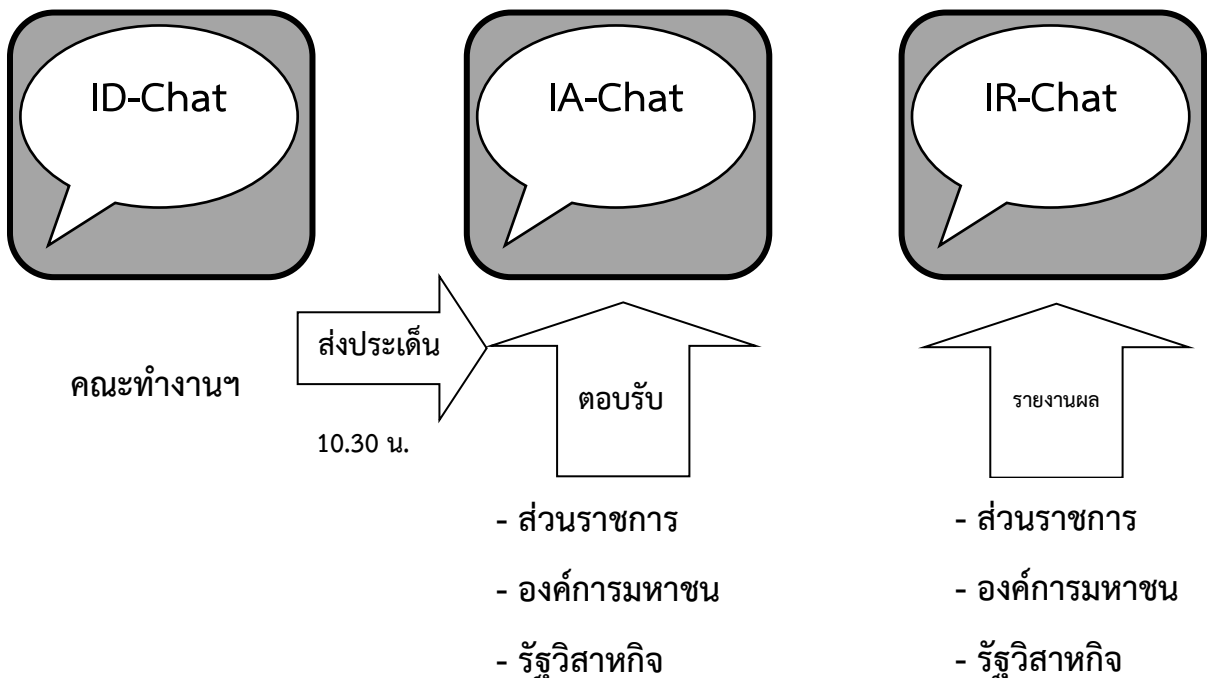 ID-Chat
IA-Chat
IR-Chat
คณะทำงานฯ
ส่งประเด็น
10.30 น.
ตอบรับ
รายงานผล
- ส่วนราชการ
- องค์การมหาชน
- รัฐวิสาหกิจ
- ส่วนราชการ
- องค์การมหาชน
- รัฐวิสาหกิจ